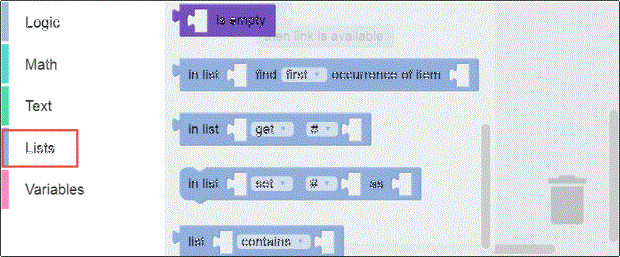 Logic
Math
Text
Lists
Variables
is empty
then link is available
in list find first occurrence of item
in list get #
in list set # as
list contains